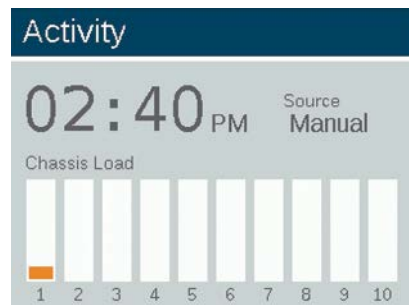 Activity
02:40 PM
Source
Manual
Chassis Load
1 2 3 4 5 6 7 8 9 10